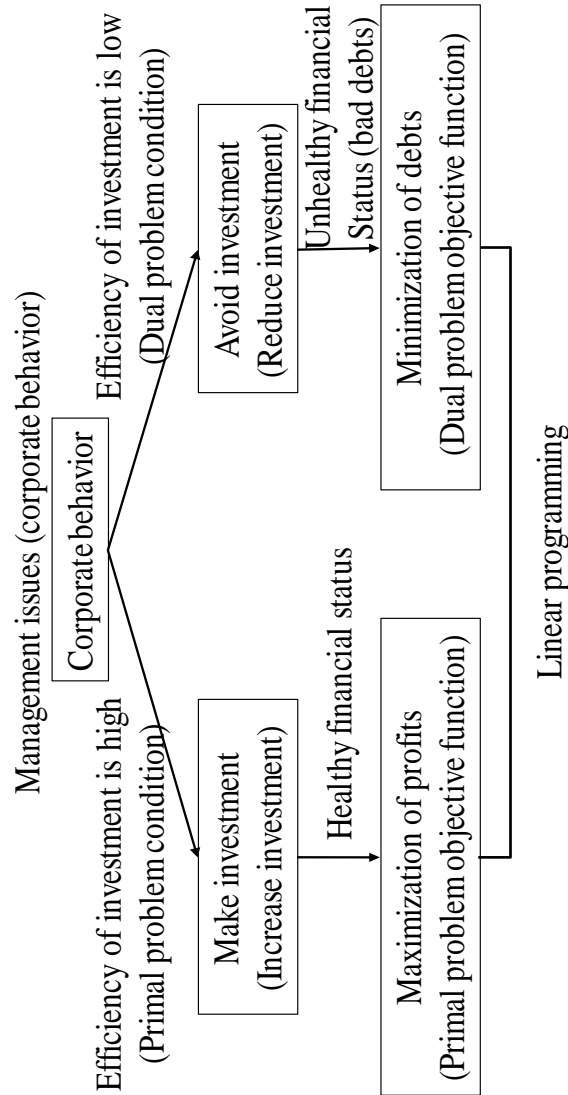 Management issues (corporate behavior)
Corporate behavior
Efficiency of investment is high
(Primal problem condition)
Efficiency of investment is low
(Dual problem condition)
Make investment
(Increase investment)
Avoid investment
(Reduce investment)
Healthy financial status
Unhealthy financial
Status (bad debts)
Maximization of profits
(Primal problem objective function)
Minimization of debts
(Dual problem objective function)
Linear programming